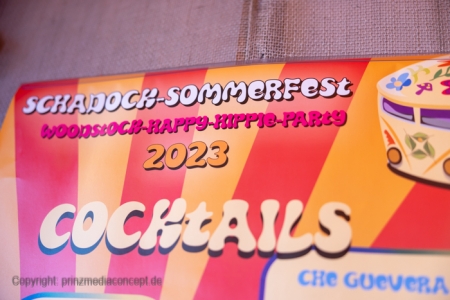 SCHADOCK-SOMMERFEST
WOODSTOCK-HAPPY-HIPPIE-PARTY
2023
COCKTAILS
CHE GUEVERA
Copyright: prinzmediaconcept.de